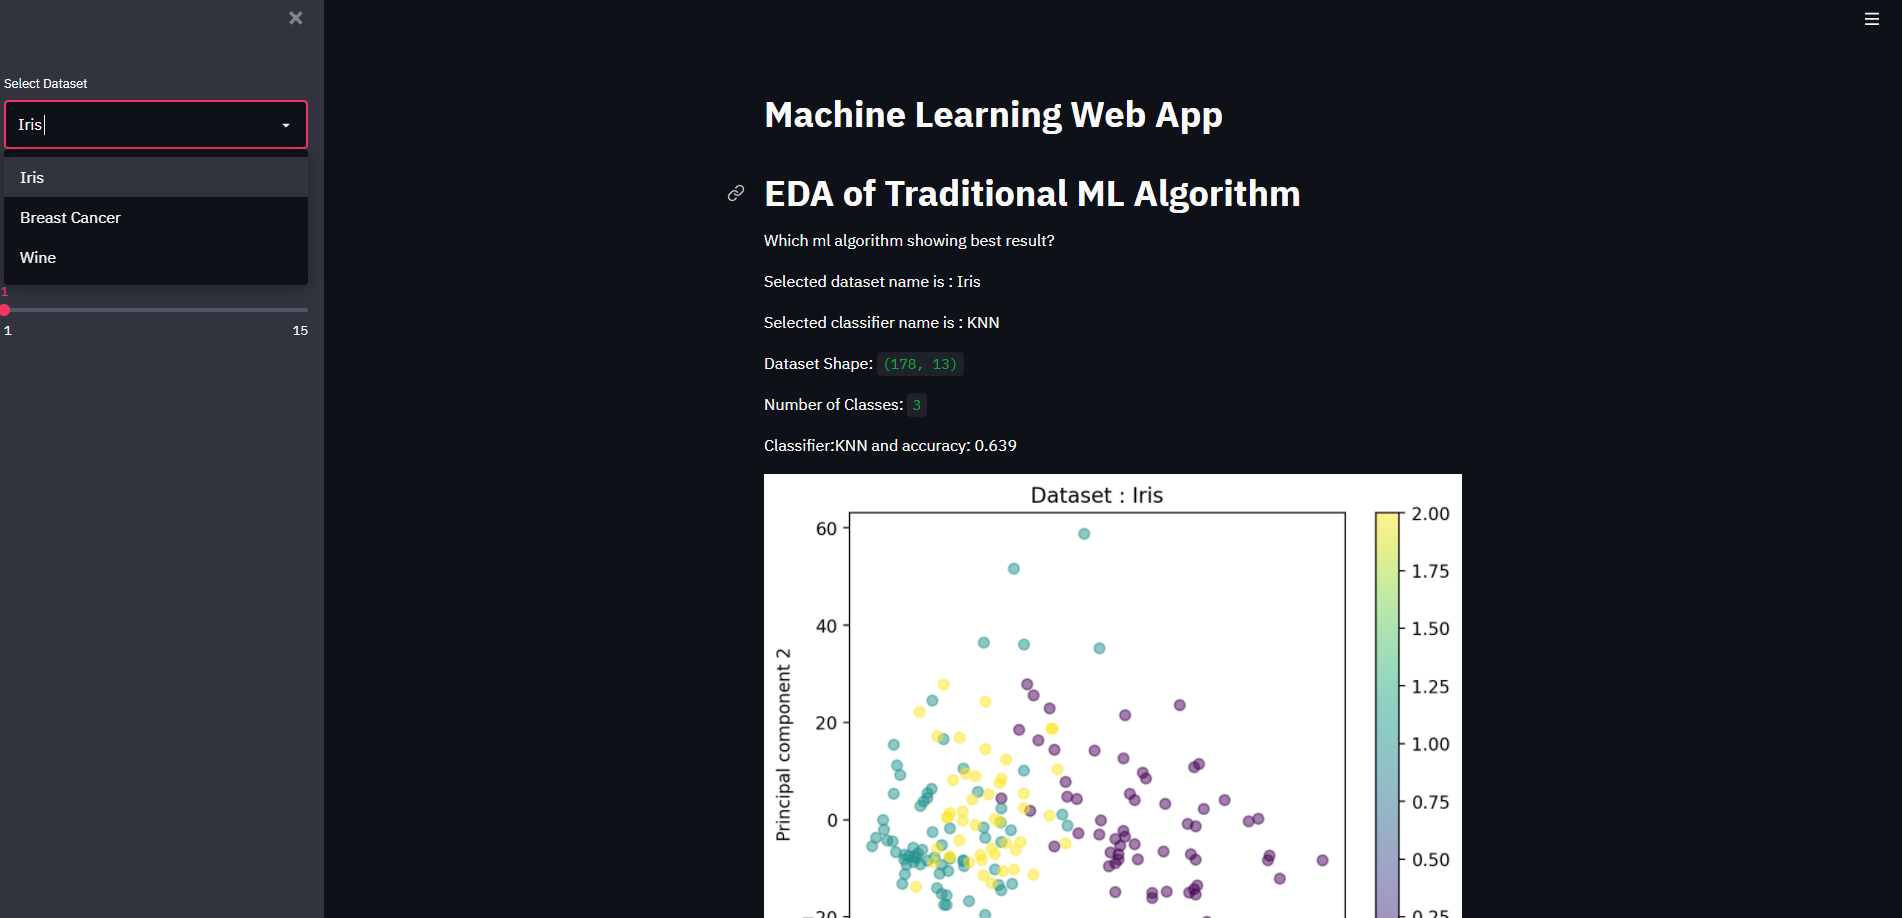 Select Dataset
Iris
Iris
Breast Cancer
Wine
1
1 15
Machine Learning Web App
EDA of Traditional ML Algorithm
Which ml algorithm showing best result?
Selected dataset name is : Iris
Selected classifier name is : KNN
Dataset Shape: (178, 13)
Number of Classes: 3
Classifier:KNN and accuracy: 0.639
Dataset : Iris
Principal component 2
60
40
20
0
−20
2.00
1.75
1.50
1.25
1.00
0.75
0.50
0.25